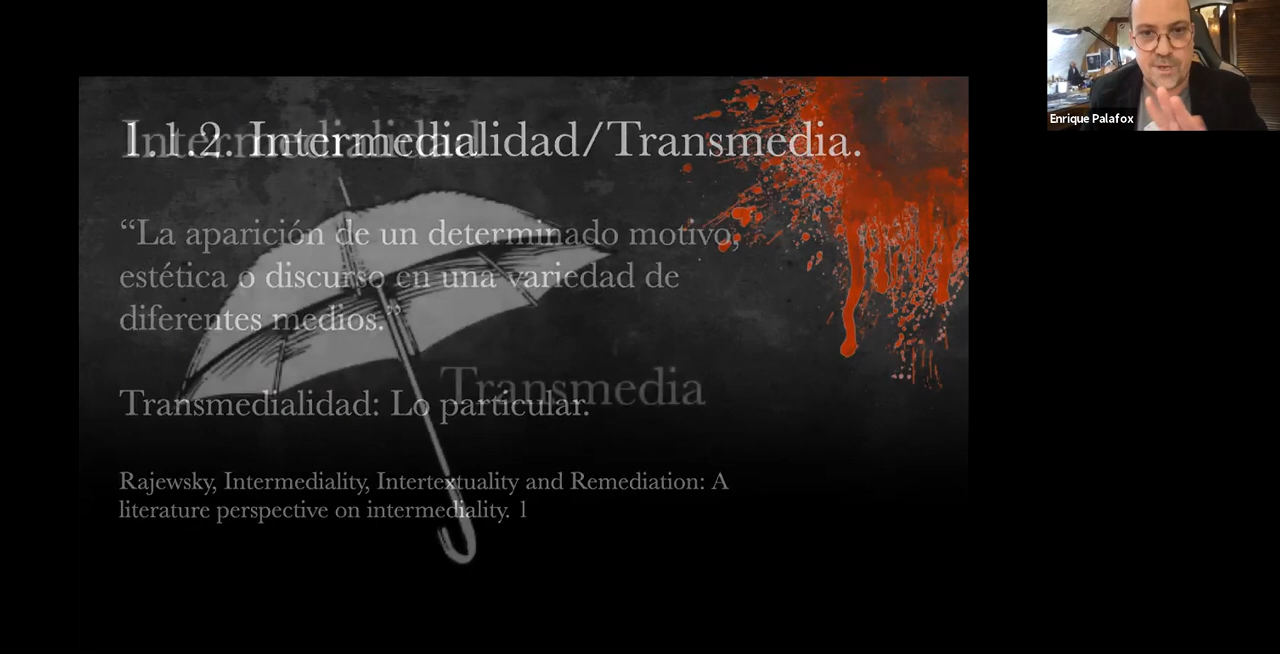 Intermedialidad
1.1.2. Intermedialidad/Transmedia.
“La aparición de un determinado motivo,
estética o discurso en una variedad de
diferentes medios.”
Transmedia
Transmedialidad: Lo particular.
Rajewsky, Intermediality, Intertextuality and Remediation: A
literature perspective on intermediality. 1
Enrique Palafox